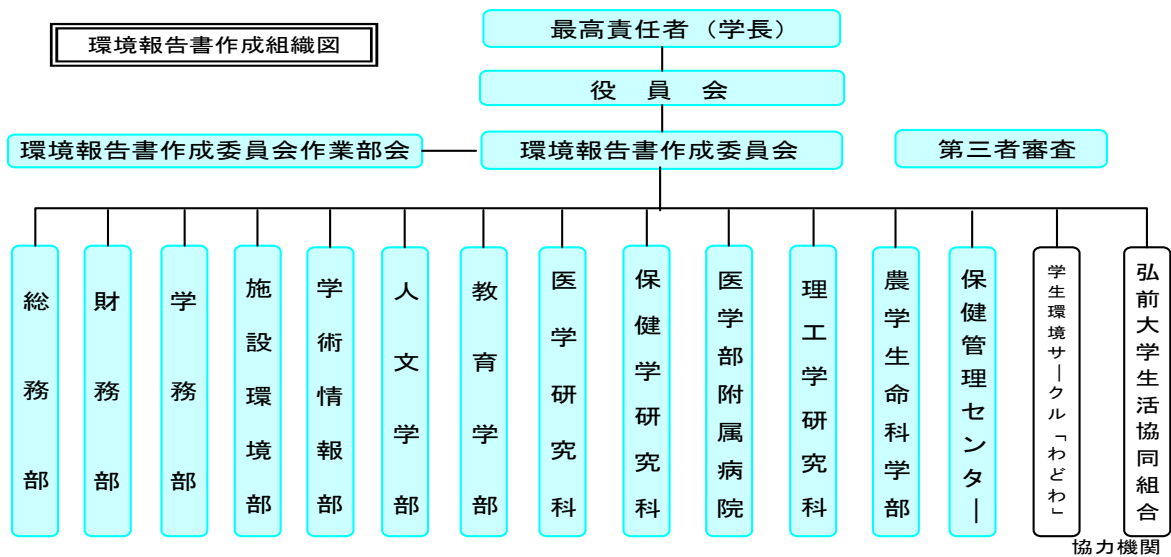 環境報告書作成組織図
最高責任者（学長）
役　員　会
環境報告書作成委員会作業部会
環境報告書作成委員会
第三者審査
総務部
財務部
学務部
施設環境部
学術情報部
人文学部
教育学部
医学研究科
保健学研究科
医学部附属病院
理工学研究科
農学生命科学部
保健管理センター
学生環境サークル「わどわ」
弘前大学生活協同組合
協力機関